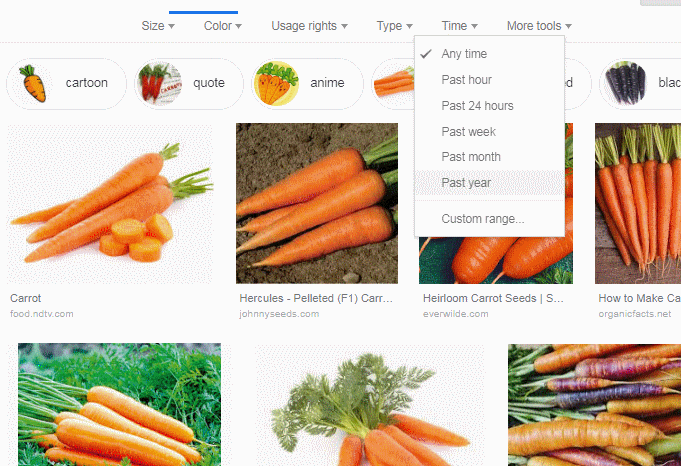 Size Color Usage rights Type Time More tools
Any time
Past hour
Past 24 hours
Past week
Past month
Past year
Custom range...
cartoon quote anime
Carrot Hercules - Pelleted (F1) Carr... Heirloom Carrot Seeds | S... How to Make Ca
food.ndtv.com johnnyseeds.com everwilde.com organicfacts.net